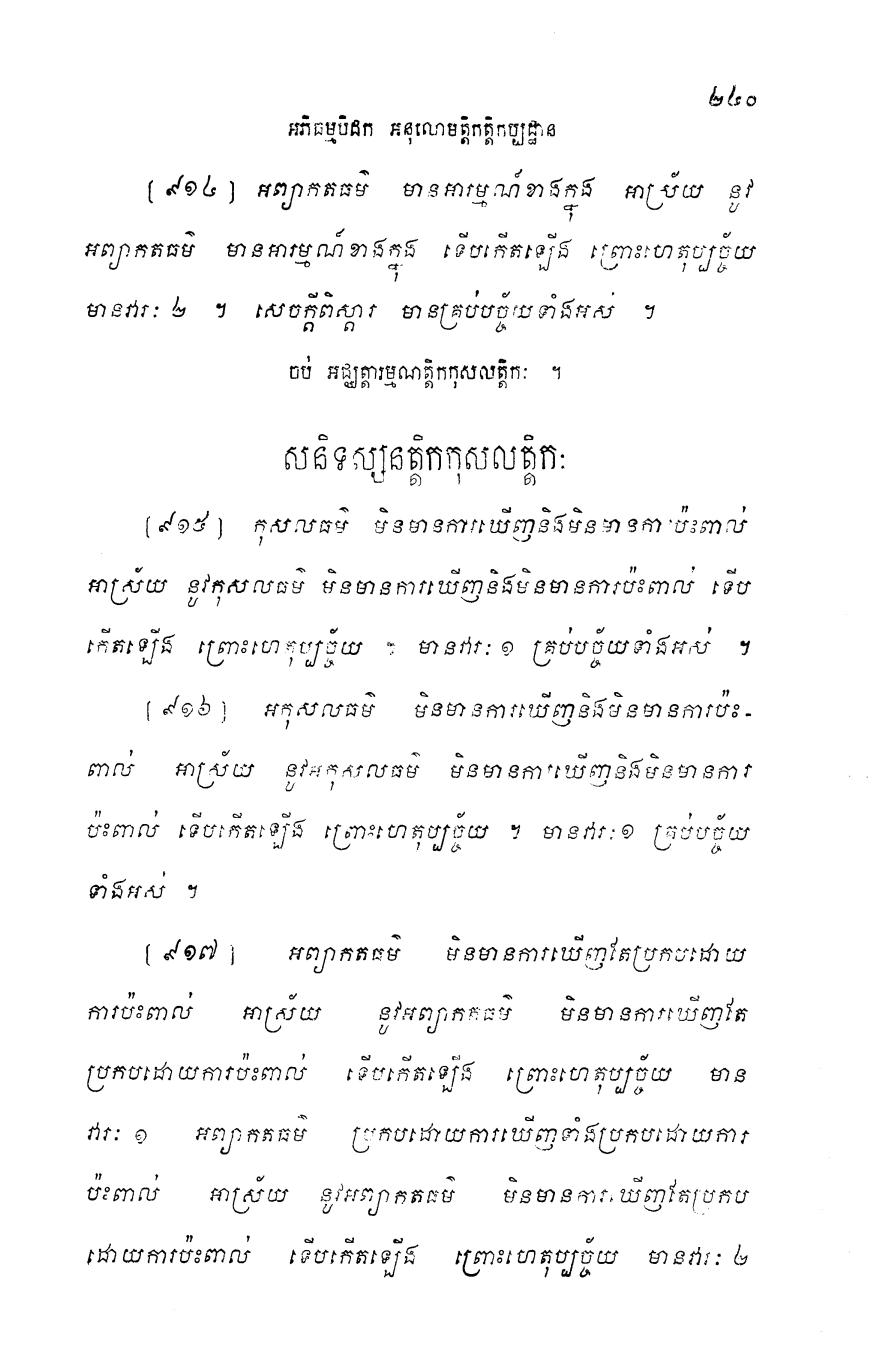 ២៤០
អភិធម្មបិដក អនុលោមត្តិកត្តិកប្បដ្ឋាន
[៩១៤] អព្យាកតធម៌ មានអារម្មណ៍ខាងក្នុង អាស្រ័យ នូវ
អព្យាកតធម៌ មានអារម្មណ៍ខាងក្នុង ទើបកើតឡើង ព្រោះហេតុប្បច្ច័យ
មានវារៈ ២ ។ សេចក្តីពិស្តារ មានគ្រប់បច្ច័យទាំងអស់ ។
ចប់ អជ្ឈត្តារម្មណត្តិកកុសលត្តិកៈ ។
សនិទស្សនត្តិកកុសលត្តិកៈ
[៩១៥] កុសលធម៌ មិនមានការឃើញនិងមិនមានការប៉ះពាល់
អាស្រ័យ នូវកុសលធម៌ មិនមានការឃើញនិងមិនមានការប៉ះពាល់ ទើប
កើតឡើង ព្រោះហេតុប្បច្ច័យ ។ មានវារៈ ១ គ្រប់បច្ច័យទាំងអស់ ។
[៩១៦] អកុសលធម៌ មិនមានការឃើញនិងមិនមានការប៉ះ-
ពាល់ អាស្រ័យ នូវអកុសលធម៌ មិនមានការឃើញនិងមិនមានការ
ប៉ះពាល់ ទើបកើតឡើង ព្រោះហេតុប្បច្ច័យ ។ មានវារៈ ១ គ្រប់បច្ច័យ
ទាំងអស់ ។
[៩១៧] អព្យាកតធម៌ មិនមានការឃើញតែប្រកបដោយ
ការប៉ះពាល់ អាស្រ័យ នូវអព្យាកតធម៌ មិនមានការឃើញតែ
ប្រកបដោយការប៉ះពាល់ ទើបកើតឡើង ព្រោះហេតុប្បច្ច័យ មាន
វារៈ ១ អព្យាកតធម៌ ប្រកបដោយការឃើញទាំងប្រកបដោយការ
ប៉ះពាល់ អាស្រ័យ នូវអព្យាកតធម៌ មិនមានការឃើញតែប្រកប
ដោយការប៉ះពាល់ ទើបកើតឡើង ព្រោះហេតុប្បច្ច័យ មានវារៈ ២